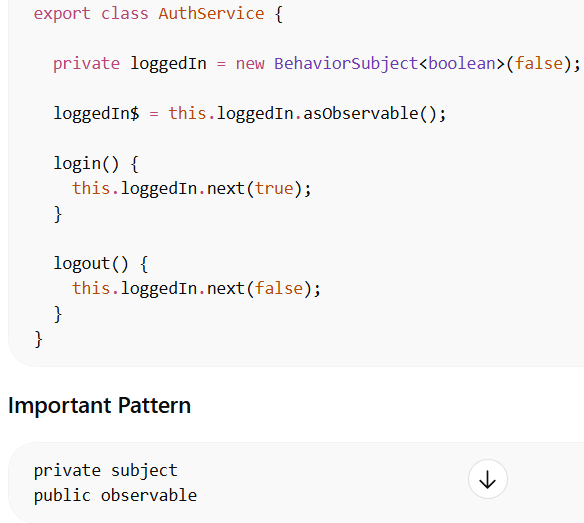 export class AuthService {
private loggedIn = new BehaviorSubject<boolean>(false);
loggedIn$ = this.loggedIn.asObservable();
login() {
this.loggedIn.next(true);
}
logout() {
this.loggedIn.next(false);
}
}
Important Pattern
private subject
public observable